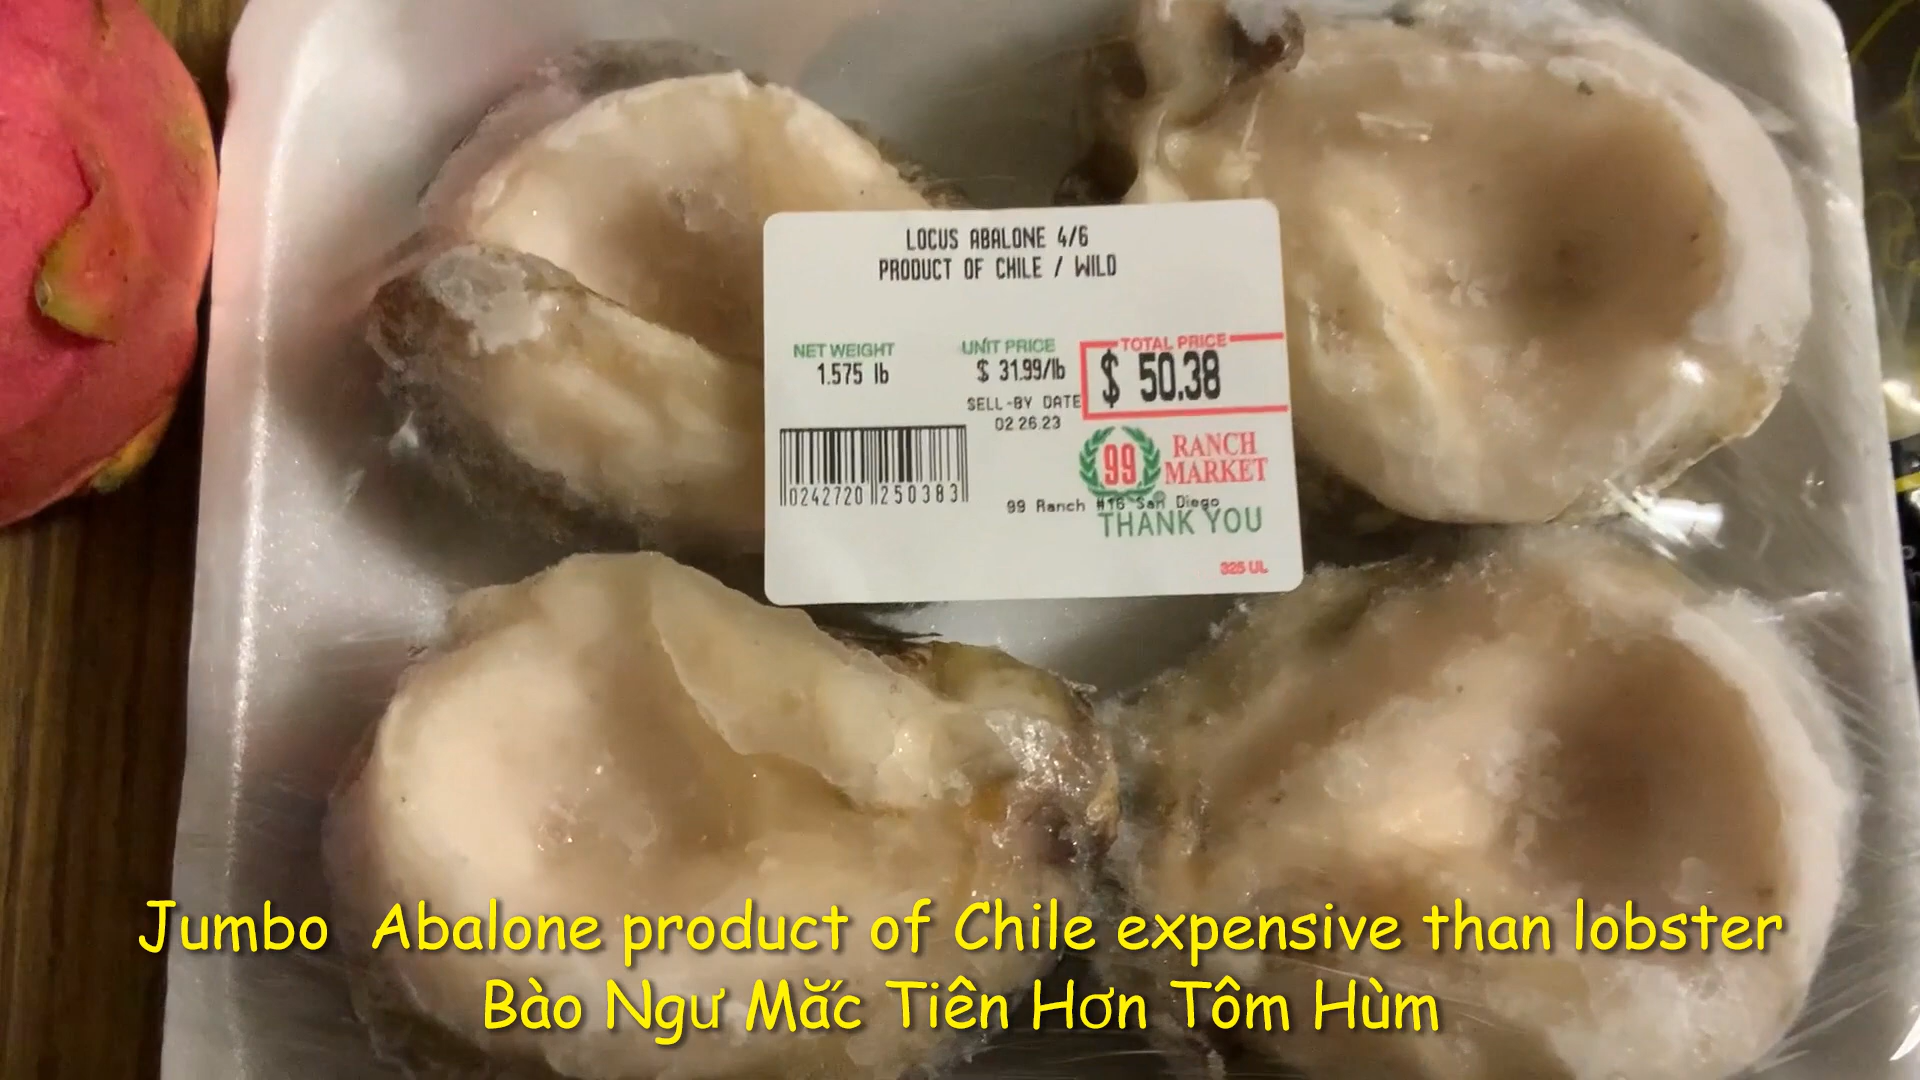 LOCUS ABALONE 4/6
PRODUCT OF CHILE / WILD
NET WEIGHT
1.575 lb
UNIT PRICE
$ 31.99/lb
TOTAL PRICE
$ 50.38
SELL-BY DATE
02.26.23
0242720 250383
99 RANCH
MARKET
99 Ranch #16 San Diego
THANK YOU
325 UL
Jumbo Abalone product of Chile expensive than lobster
Bào Ngư Mắc Tiên Hơn Tôm Hùm